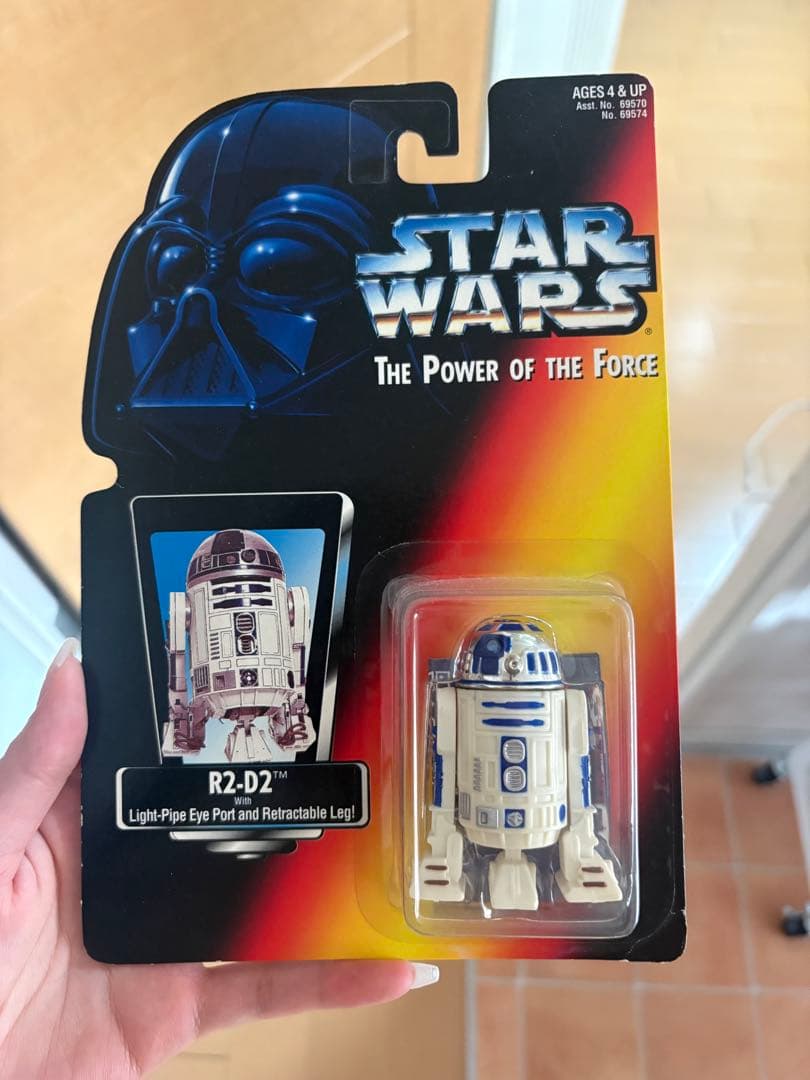 AGES 4 & UP
Asst. No. 69570
No. 69574
STAR
WARS®
THE POWER OF THE FORCE
R2-D2™
With
Light-Pipe Eye Port and Retractable Leg!